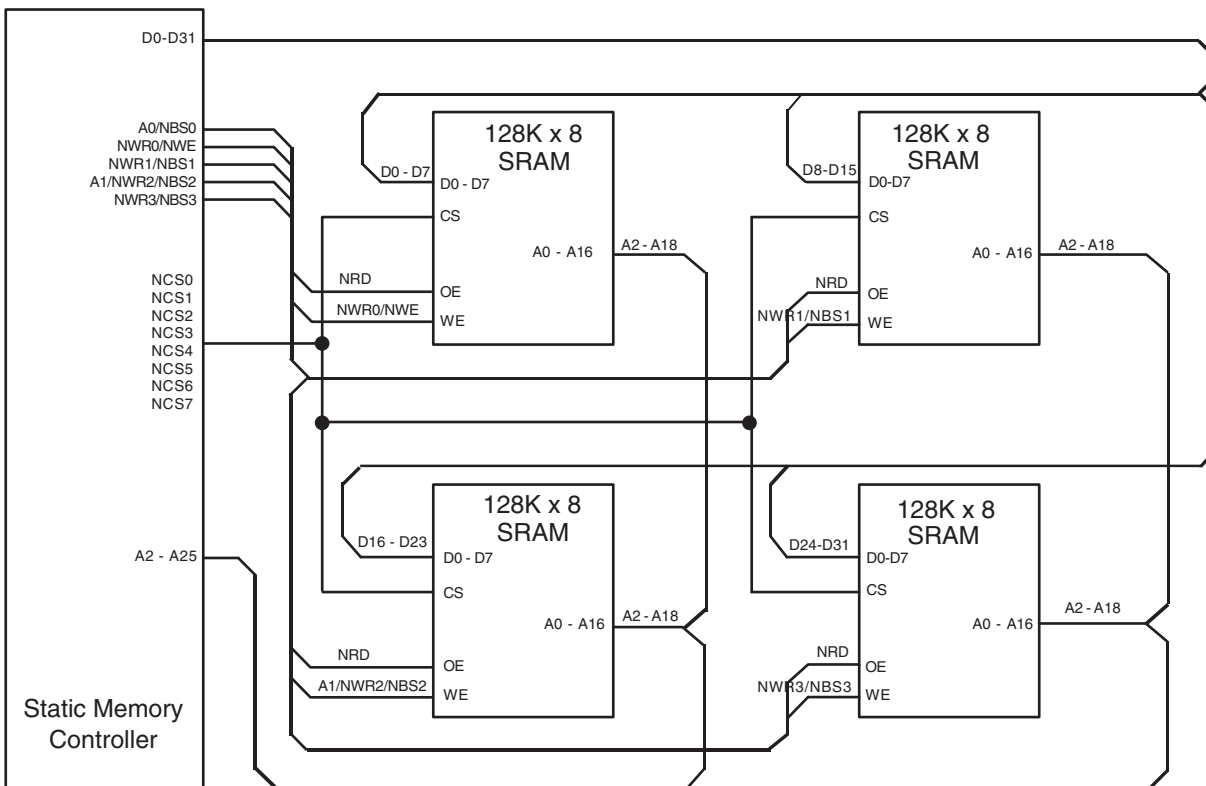 D0-D31
A0/NBS0
NWR0/NWE
NWR1/NBS1
A1/NWR2/NBS2
NWR3/NBS3
NCS0
NCS1
NCS2
NCS3
NCS4
NCS5
NCS6
NCS7
A2 - A25
Static Memory
Controller
128K x 8
SRAM
D0 - D7
D0 - D7
CS
A0 - A16
A2 - A18
NRD
OE
NWR0/NWE
WE
128K x 8
SRAM
D8-D15
D0-D7
CS
A0 - A16
A2 - A18
NRD
OE
NWR1/NBS1
WE
128K x 8
SRAM
D16 - D23
D0 - D7
CS
A0 - A16
A2 - A18
NRD
OE
A1/NWR2/NBS2
WE
128K x 8
SRAM
D24-D31
D0-D7
CS
A0 - A16
A2 - A18
NRD
OE
NWR3/NBS3
WE